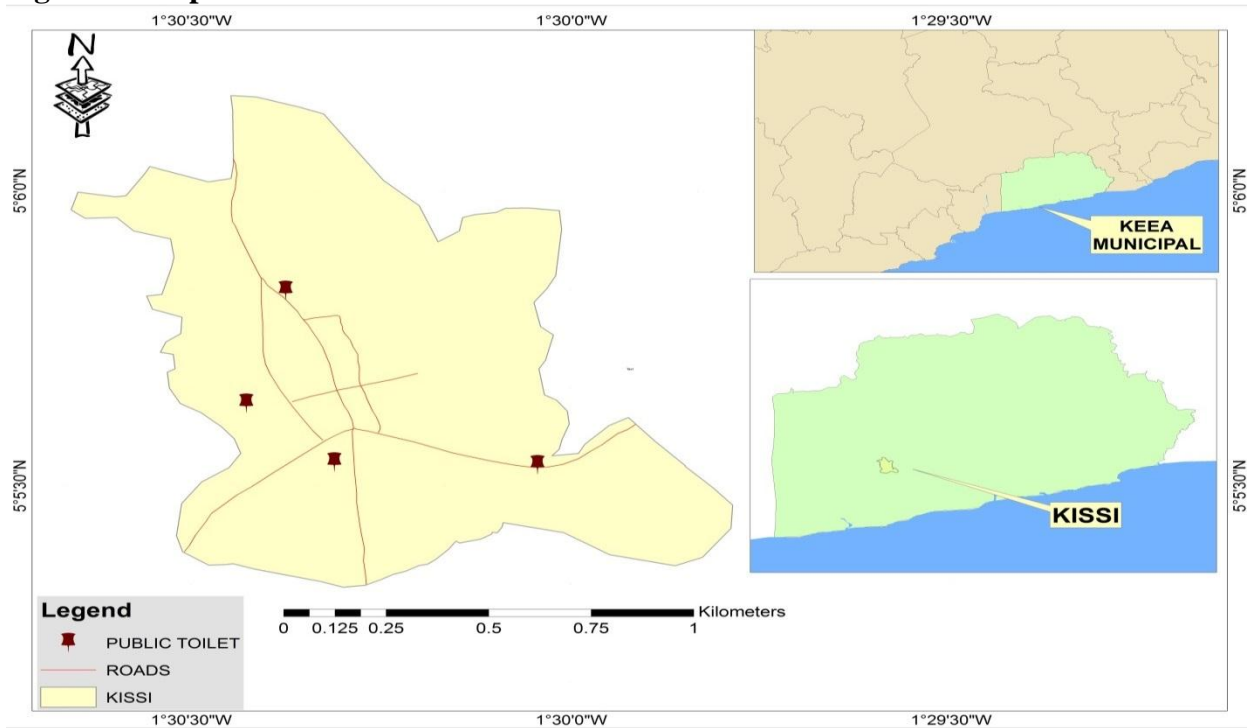 1°30'30"W 1°30'0"W 1°29'30"W
N
5°6'0"N
5°6'0"N
KEEA
MUNICIPAL
5°5'30"N
5°5'30"N
KISSI
Legend
PUBLIC TOILET
ROADS
KISSI
Kilometers
0 0.125 0.25 0.5 0.75 1
1°30'30"W 1°30'0"W 1°29'30"W